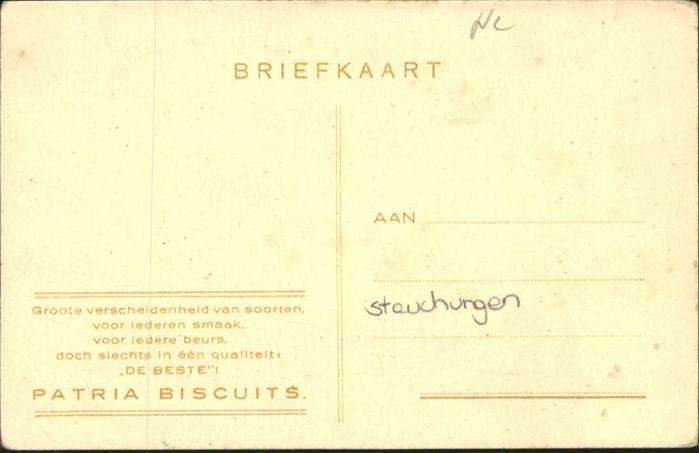 NL
BRIEFKAART
AAN
steuchungen
Groote verscheidenheid van soorten,
voor iederen smaak,
voor iedere beurs,
doch slechts in één qualiteit:
„DE BESTE"!
PATRIA BISCUITS.